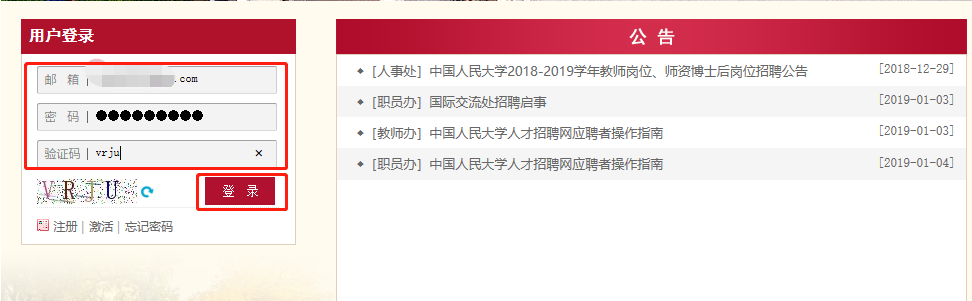 用户登录
邮 箱 | .com
密 码 | ●●●●●●●●●
验证码 | vrju ×
VRJU
登 录
注册 | 激活 | 忘记密码
公 告
[人事处] 中国人民大学2018-2019学年教师岗位、师资博士后岗位招聘公告 [2018-12-29]
[职员办] 国际交流处招聘启事 [2019-01-03]
[教师办] 中国人民大学人才招聘网应聘者操作指南 [2019-01-03]
[职员办] 中国人民大学人才招聘网应聘者操作指南 [2019-01-04]